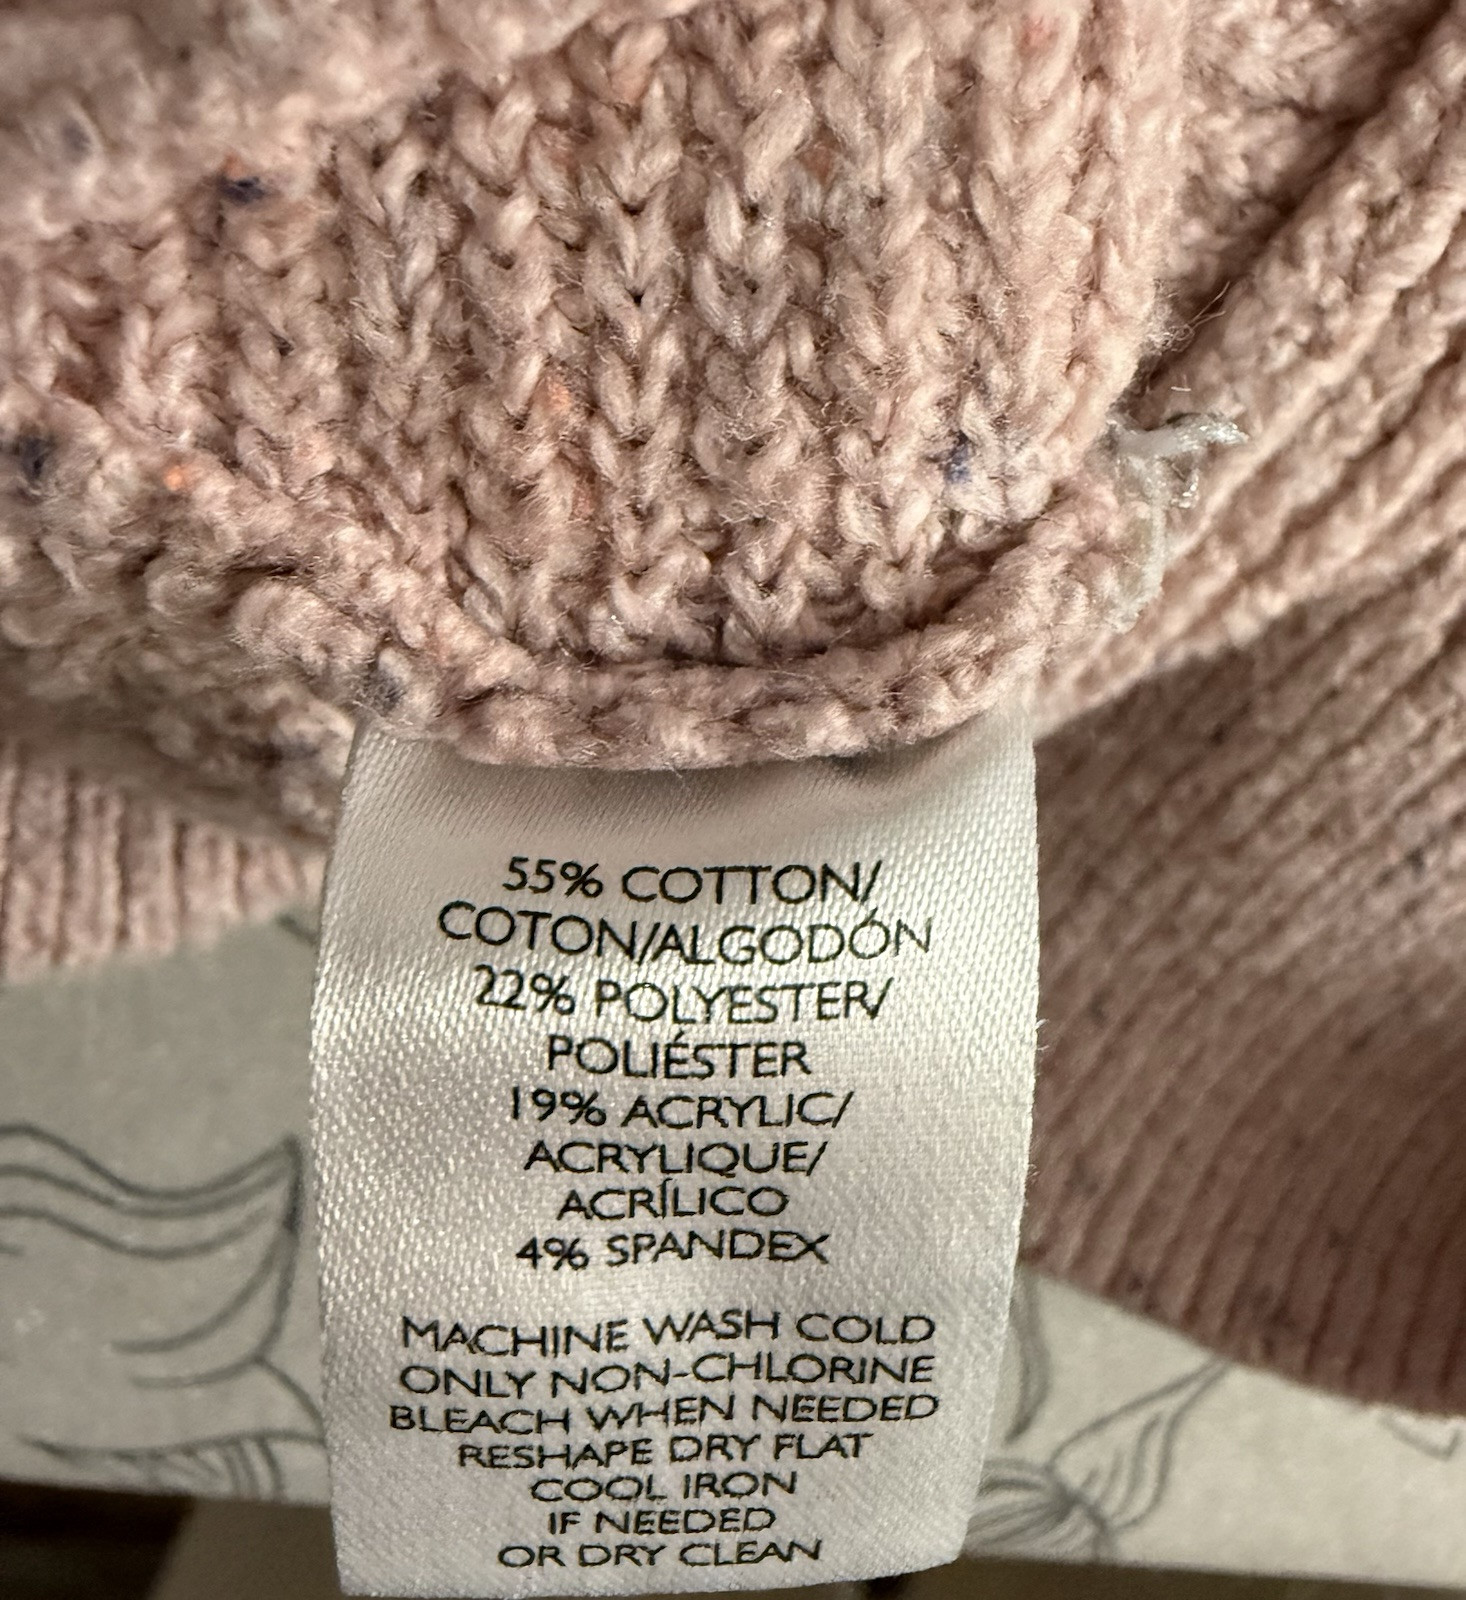 55% COTTON/
COTON/ALGODÓN
22% POLYESTER/
POLIÉSTER
19% ACRYLIC/
ACRYLIQUE/
ACRÍLICO
4% SPANDEX
MACHINE WASH COLD
ONLY NON-CHLORINE
BLEACH WHEN NEEDED
RESHAPE DRY FLAT
COOL IRON
IF NEEDED
OR DRY CLEAN